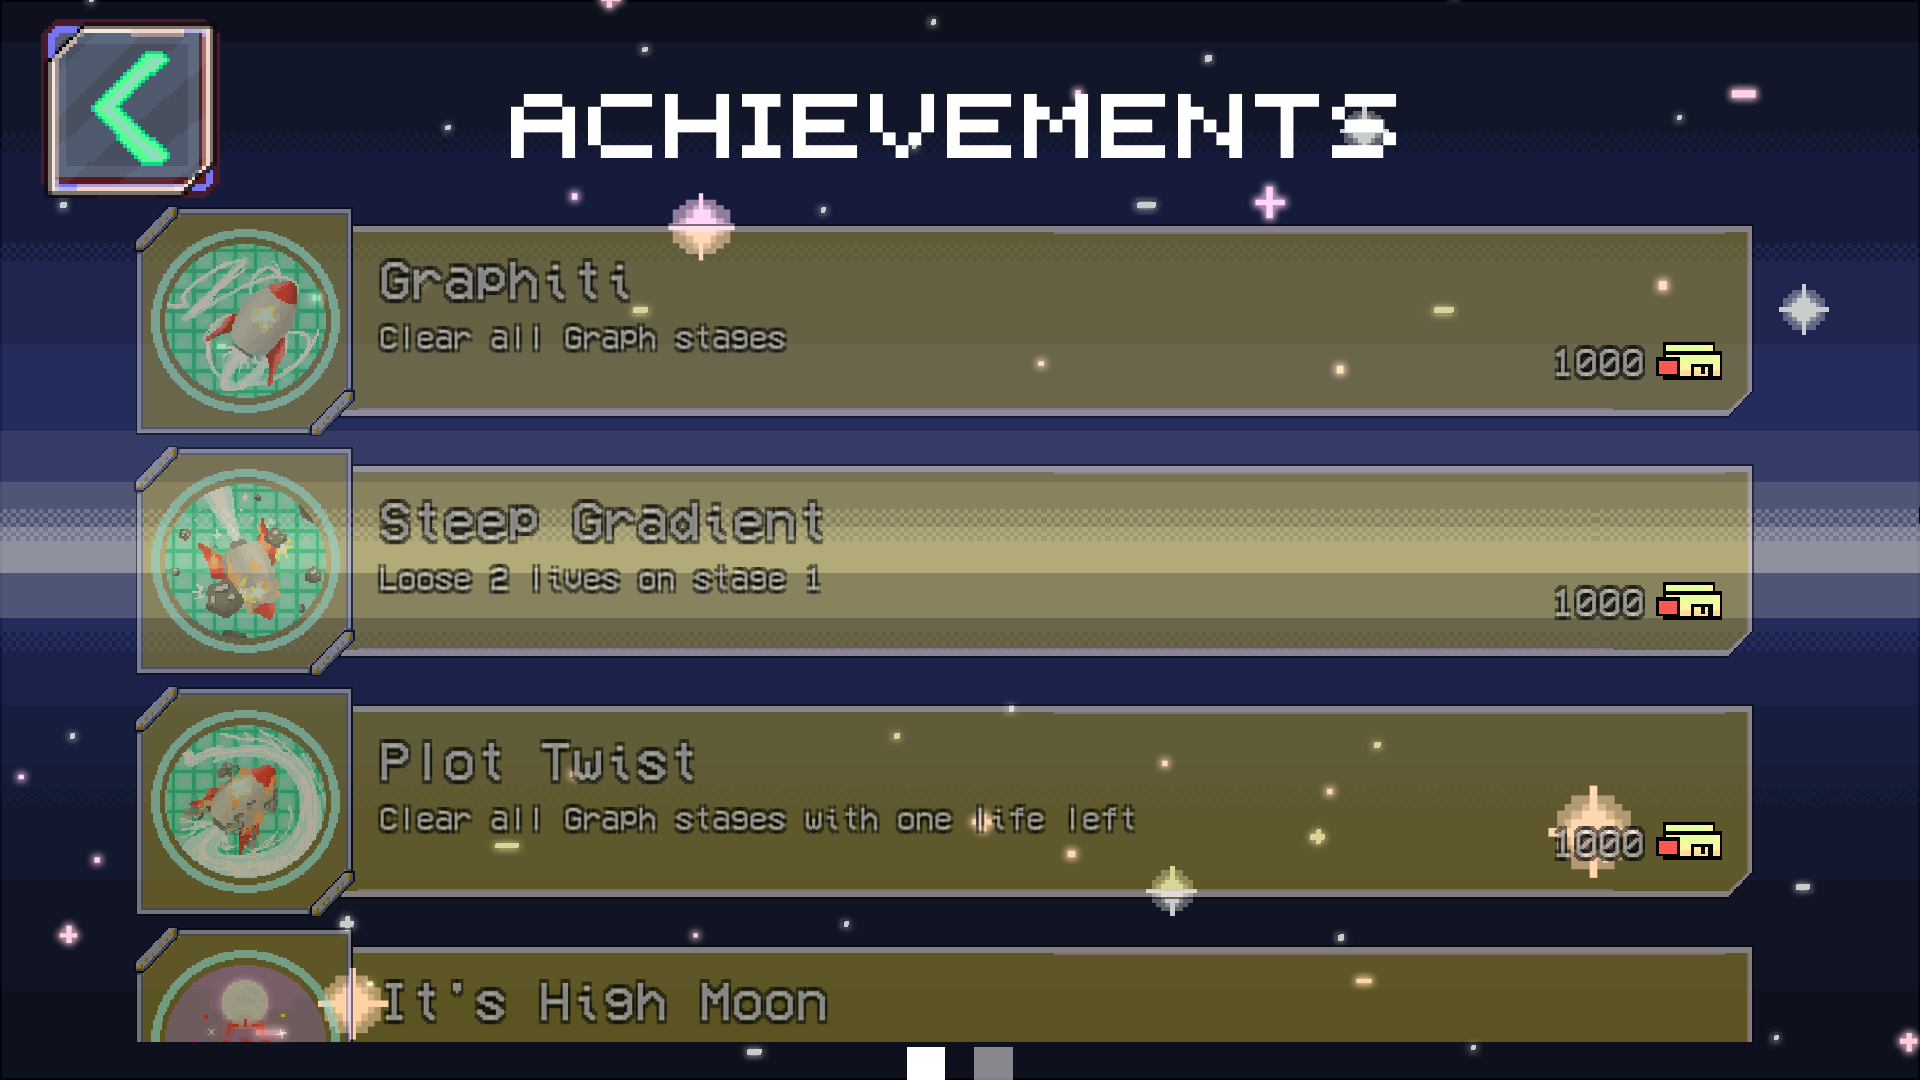 ACHIEVEMENTS
Graphiti
Clear all Graph stages
1000
Steep Gradient
Loose 2 lives on stage 1
1000
Plot Twist
Clear all Graph stages with one life left
1000
It's High Moon